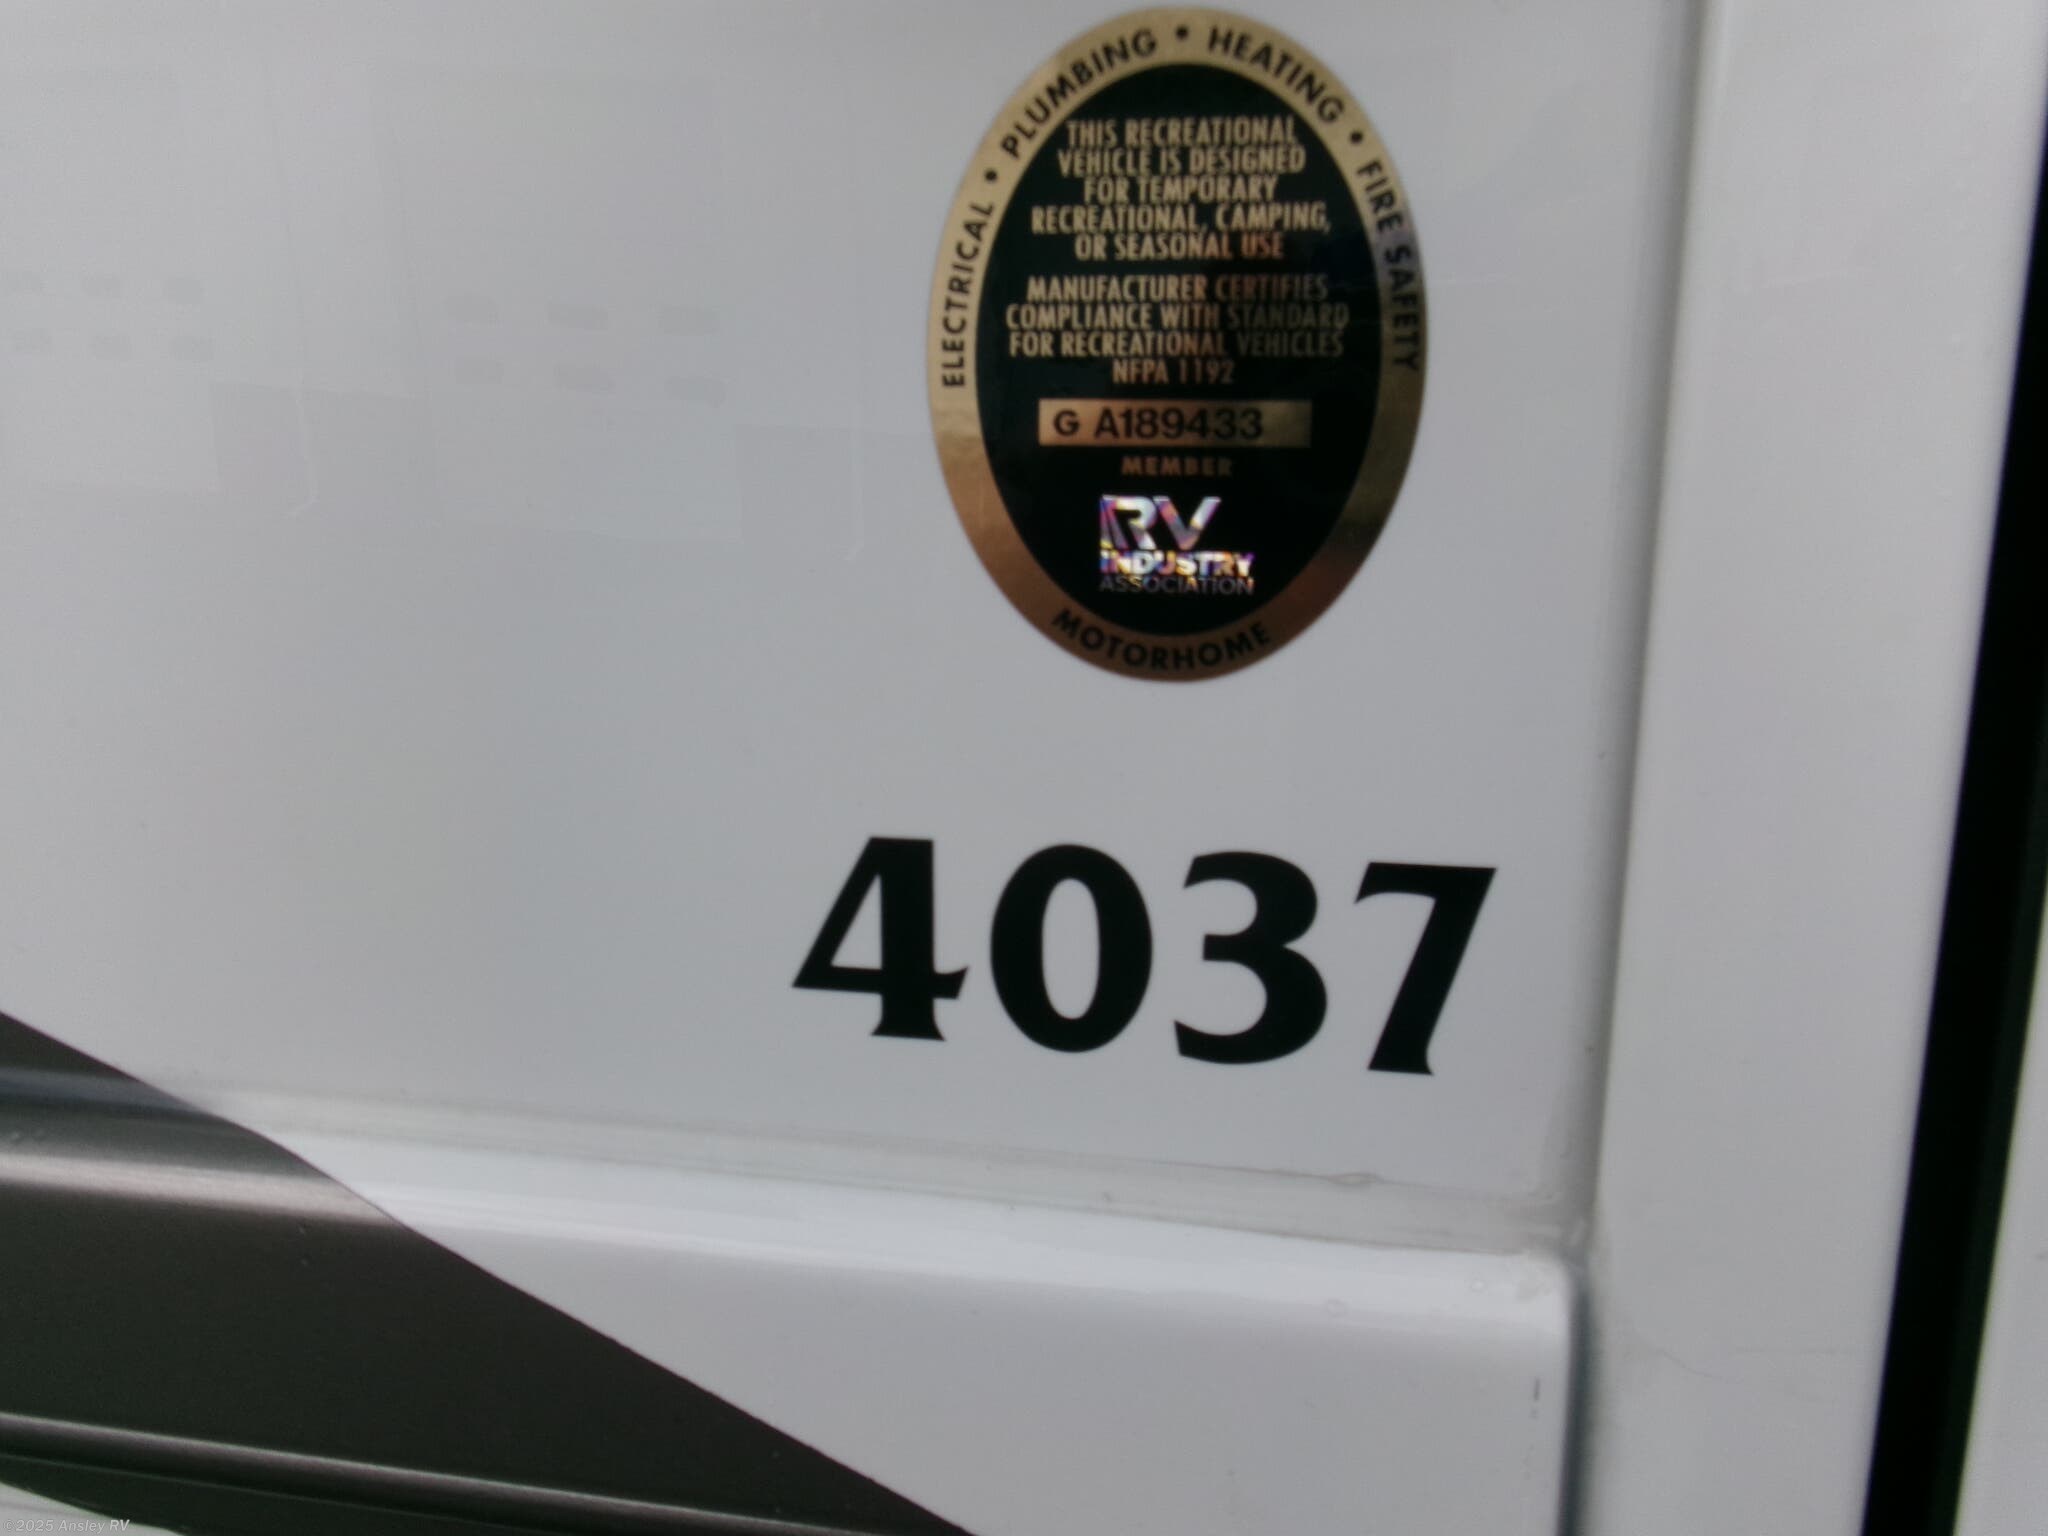 ELECTRICAL • PLUMBING • HEATING • FIRE SAFETY
THIS RECREATIONAL
VEHICLE IS DESIGNED
FOR TEMPORARY
RECREATIONAL, CAMPING,
OR SEASONAL USE
MANUFACTURER CERTIFIES
COMPLIANCE WITH STANDARD
FOR RECREATIONAL VEHICLES
NFPA 1192
G A189433
MEMBER
RV
INDUSTRY
ASSOCIATION
MOTORHOME
4037
©2025 Ansley RV